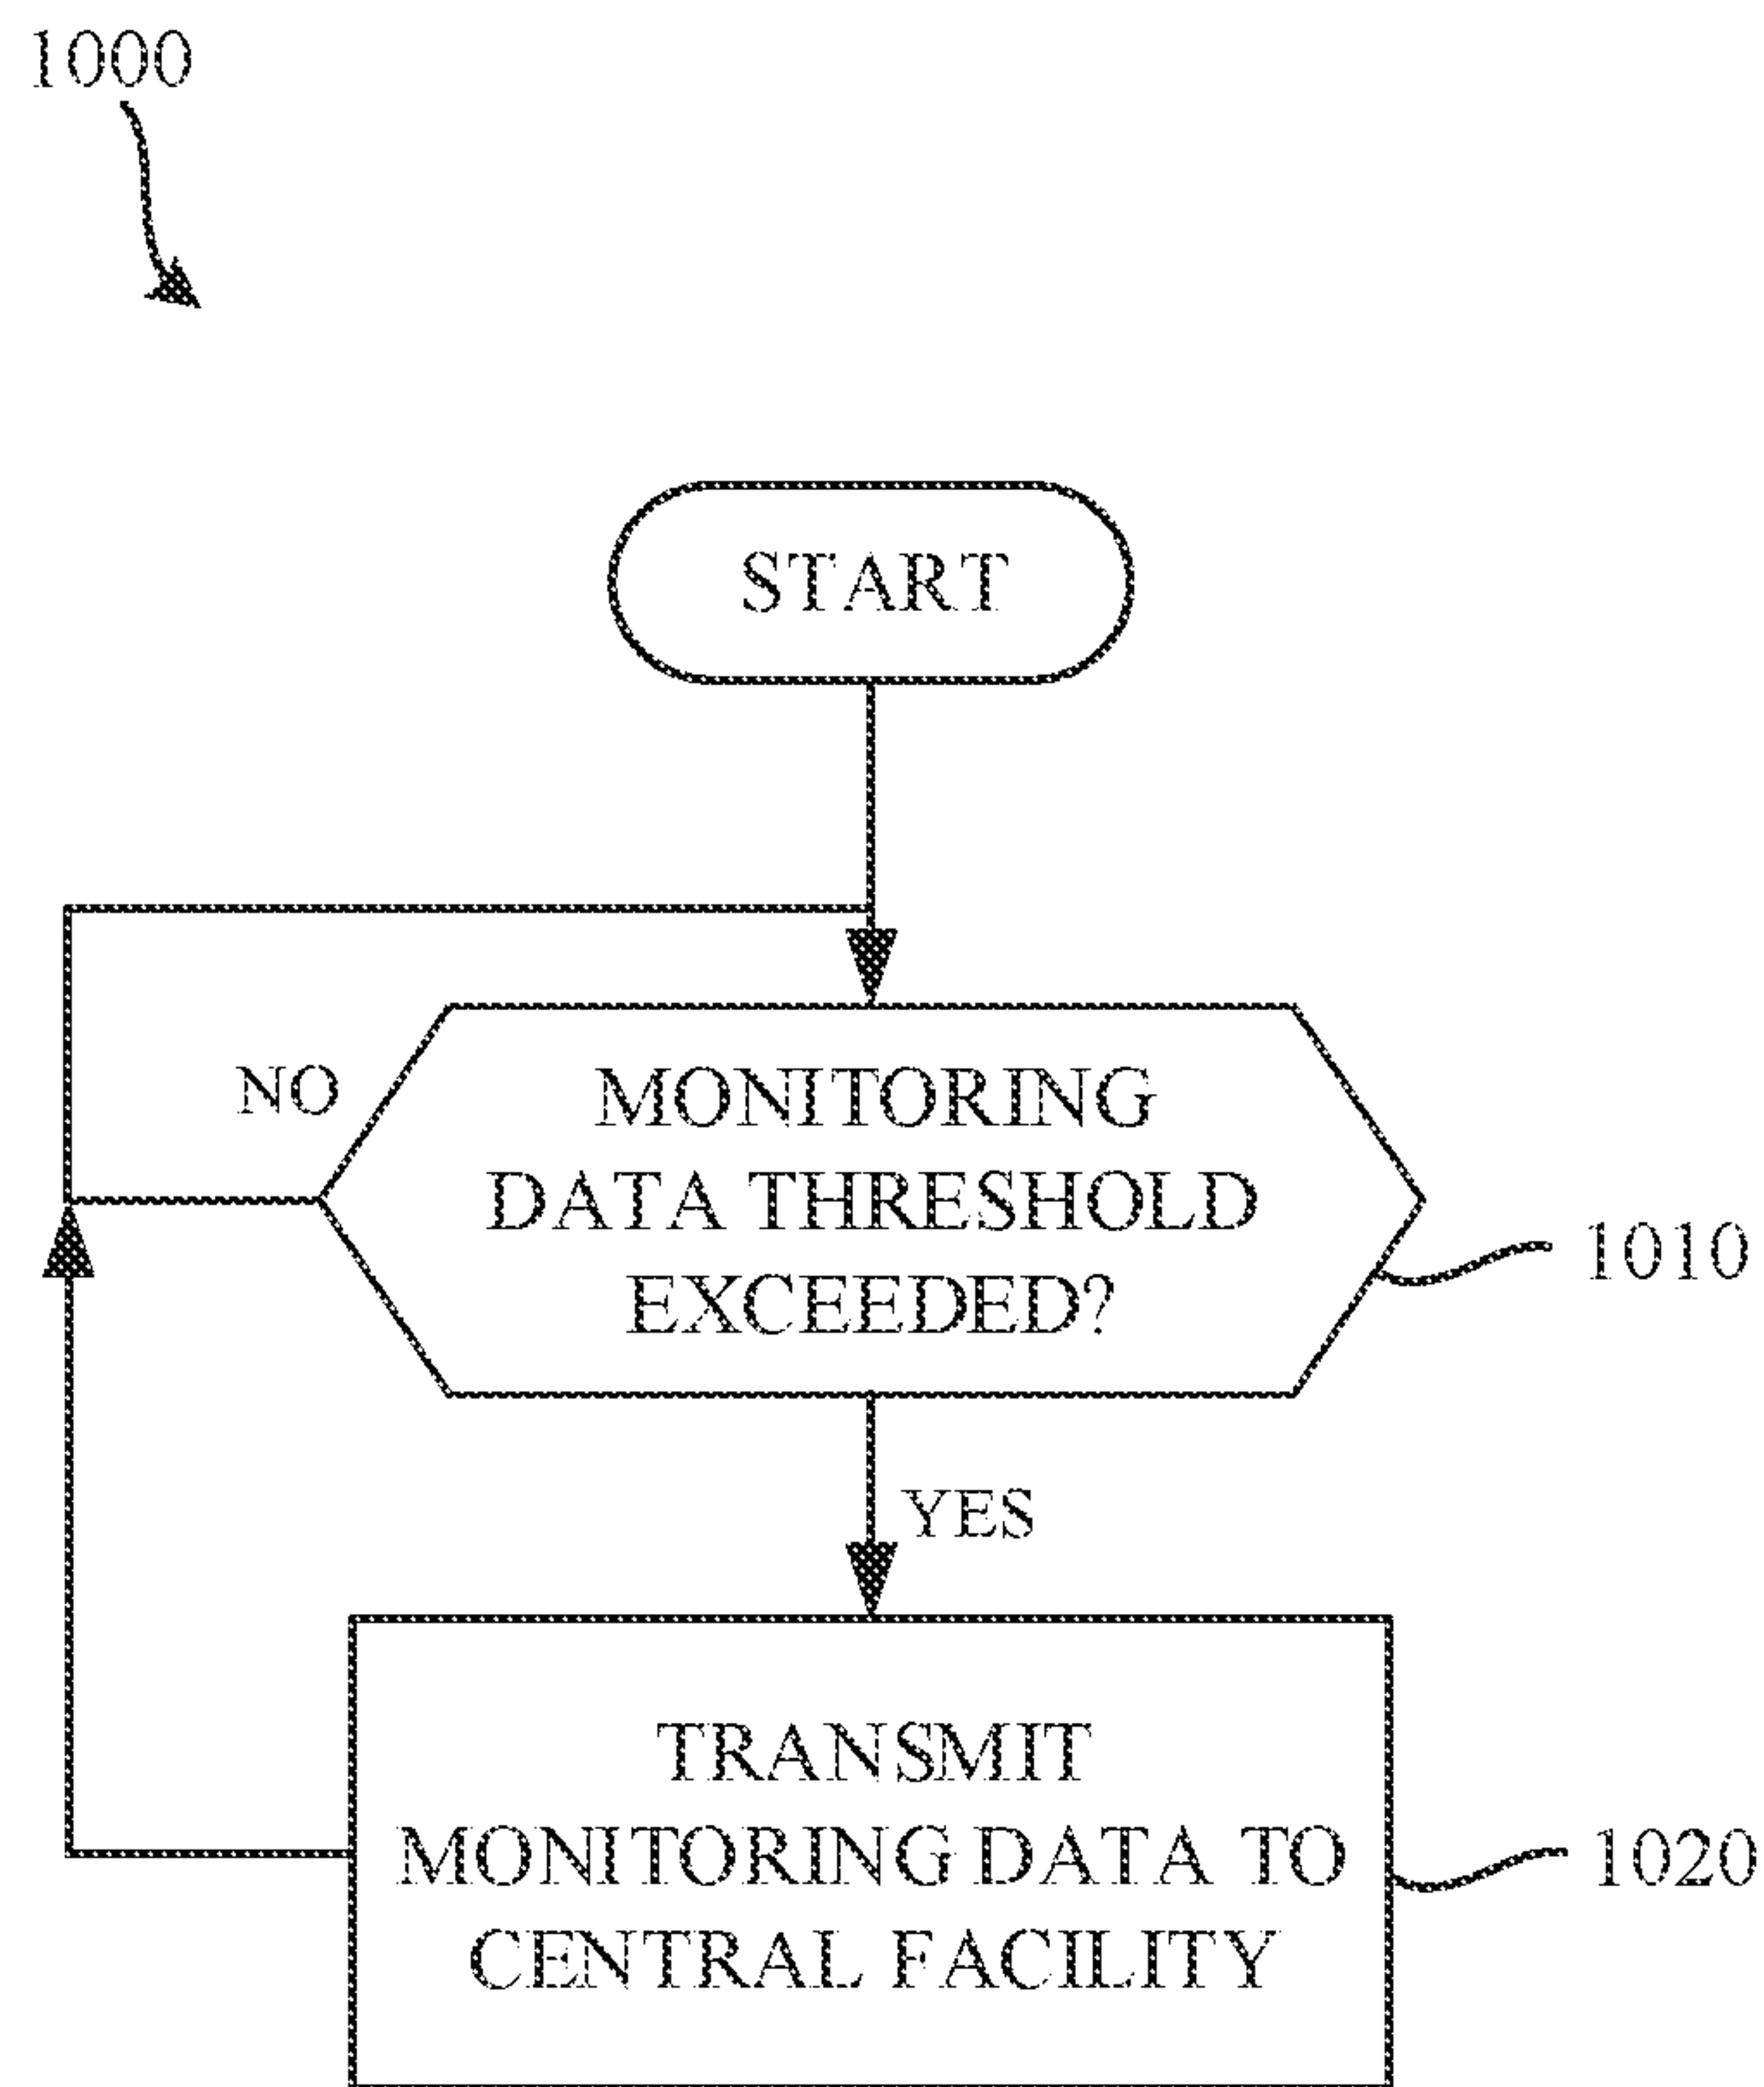 1000
START
NO
MONITORING
DATA THRESHOLD
EXCEEDED?
1010
YES
TRANSMIT
MONITORING DATA TO
CENTRAL FACILITY
1020